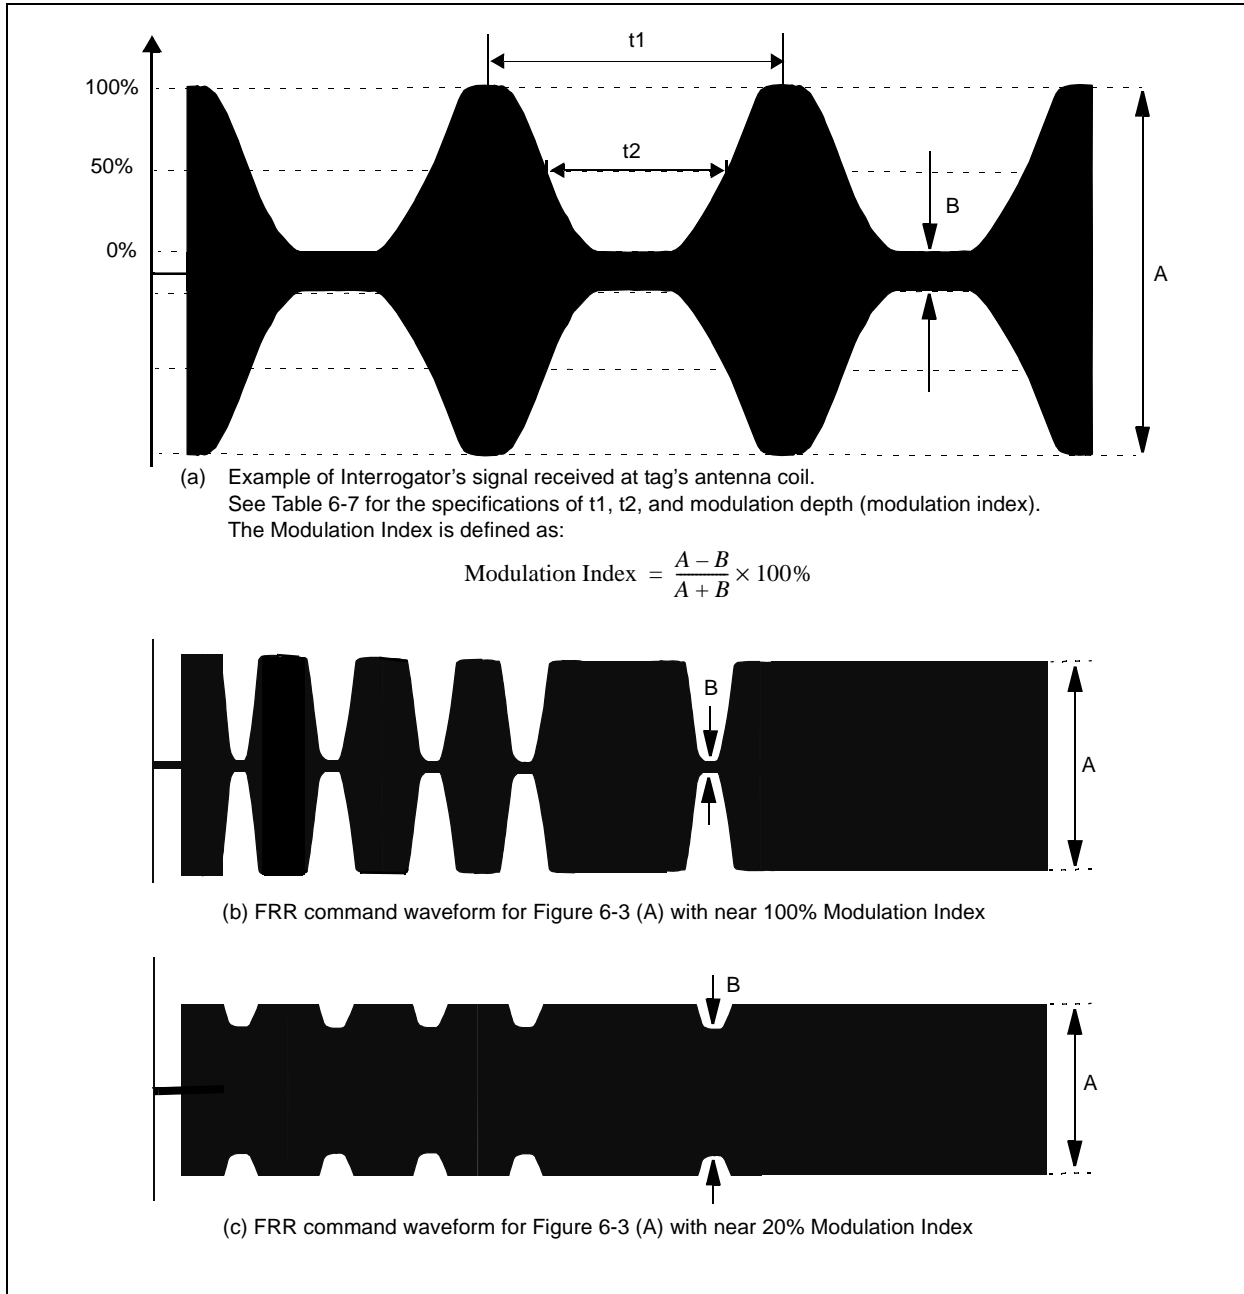 t1
100%
t2
50%
B
0%
A
(a) Example of Interrogator's signal received at tag's antenna coil.
See Table 6-7 for the specifications of t1, t2, and modulation depth (modulation index).
The Modulation Index is defined as:
Modulation Index = \frac{A - B}{A + B} × 100%
B
A
(b) FRR command waveform for Figure 6-3 (A) with near 100% Modulation Index
B
A
(c) FRR command waveform for Figure 6-3 (A) with near 20% Modulation Index